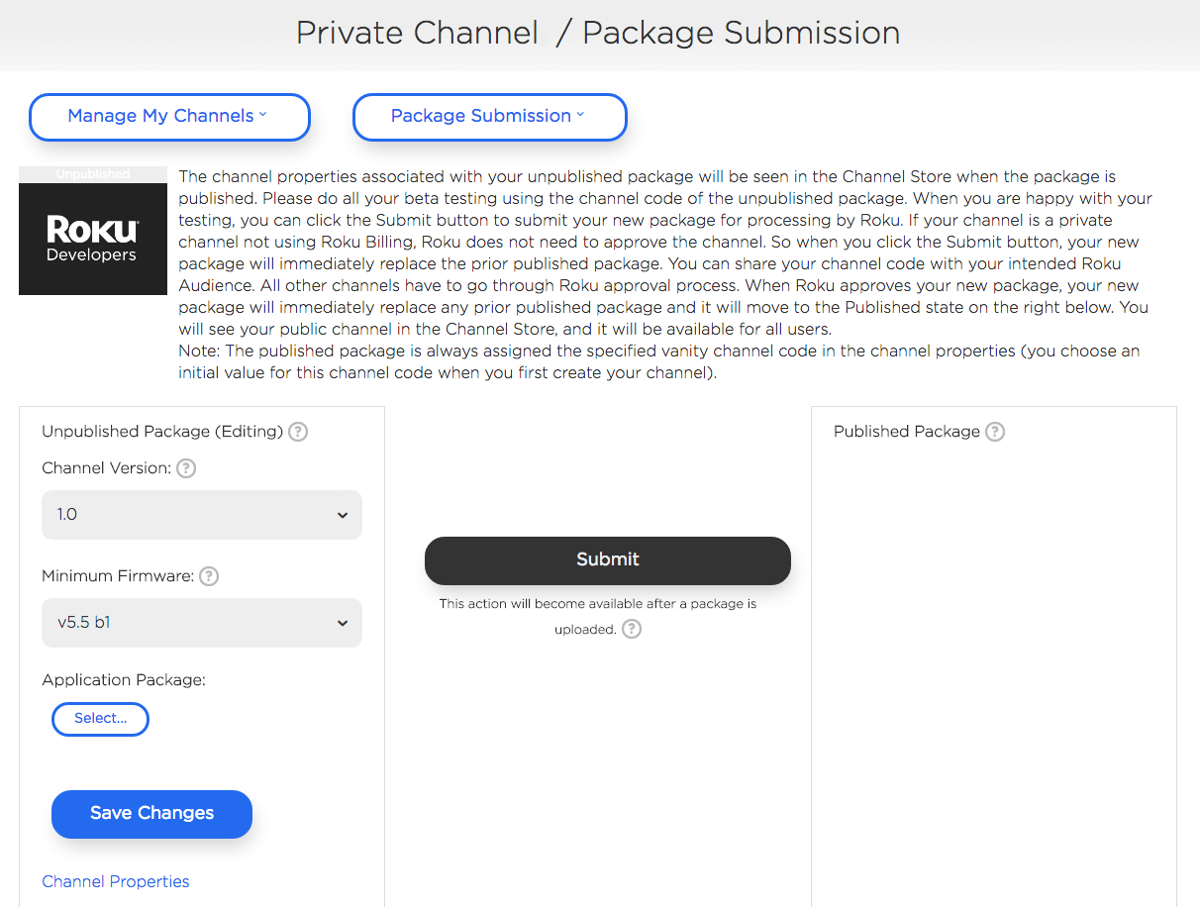 Private Channel / Package Submission
Manage My Channels
Package Submission
Unpublished
Roku
Developers
The channel properties associated with your unpublished package will be seen in the Channel Store when the package is
published. Please do all your beta testing using the channel code of the unpublished package. When you are happy with your
testing, you can click the Submit button to submit your new package for processing by Roku. If your channel is a private
channel not using Roku Billing, Roku does not need to approve the channel. So when you click the Submit button, your new
package will immediately replace the prior published package. You can share your channel code with your intended Roku
Audience. All other channels have to go through Roku approval process. When Roku approves your new package, your new
package will immediately replace any prior published package and it will move to the Published state on the right below. You
will see your public channel in the Channel Store, and it will be available for all users.
Note: The published package is always assigned the specified vanity channel code in the channel properties (you choose an
initial value for this channel code when you first create your channel).
Unpublished Package (Editing) ?
Channel Version: ?
1.0
Minimum Firmware: ?
v5.5 b1
Application Package:
Select...
Save Changes
Channel Properties
Submit
This action will become available after a package is
uploaded. ?
Published Package ?